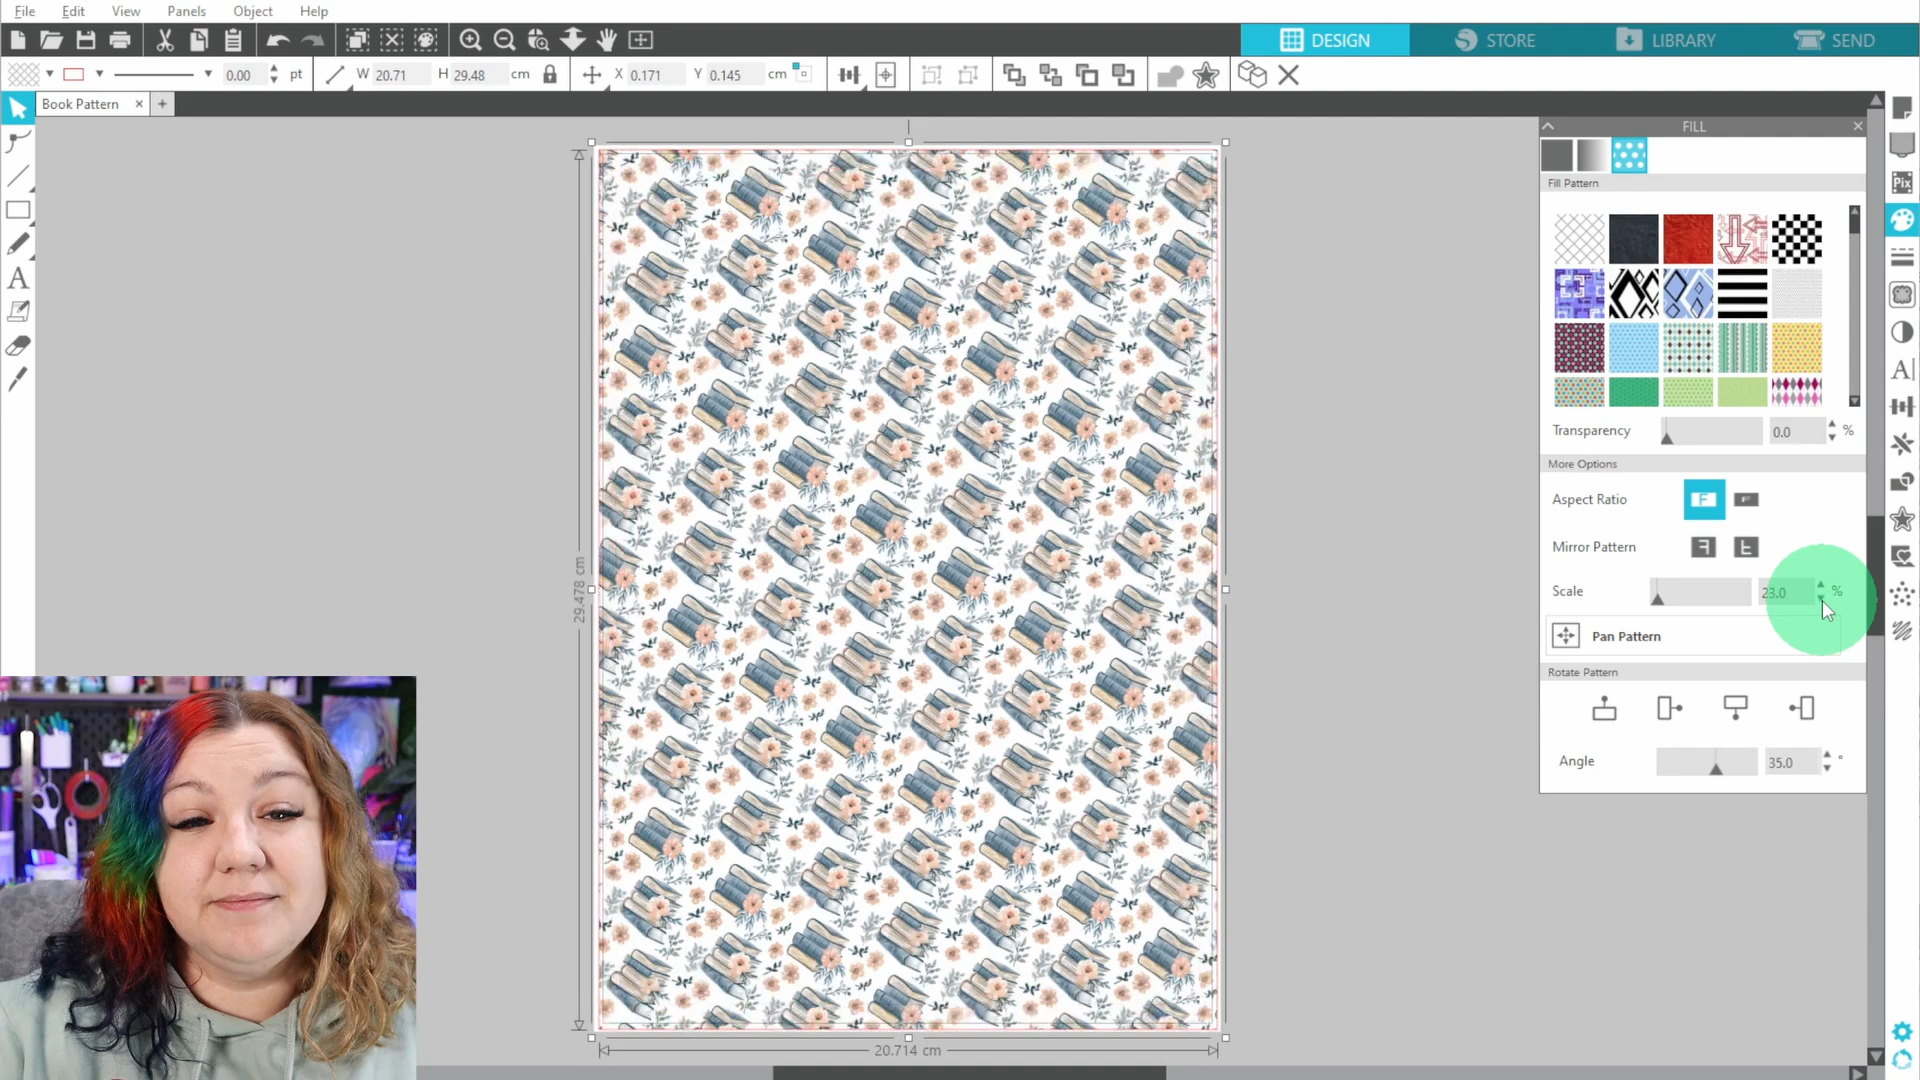 File Edit View Panels Object Help
DESIGN STORE LIBRARY SEND
0.00 pt W 20.71 H 29.48 cm X 0.171 Y 0.145 cm
Book Pattern
FILL
Fill Pattern
Pix
A
A
Transparency 0.0 %
More Options
Aspect Ratio
Mirror Pattern
Scale 23.0 %
Pan Pattern
Rotate Pattern
Angle 35.0 °
29.478 cm
20.714 cm